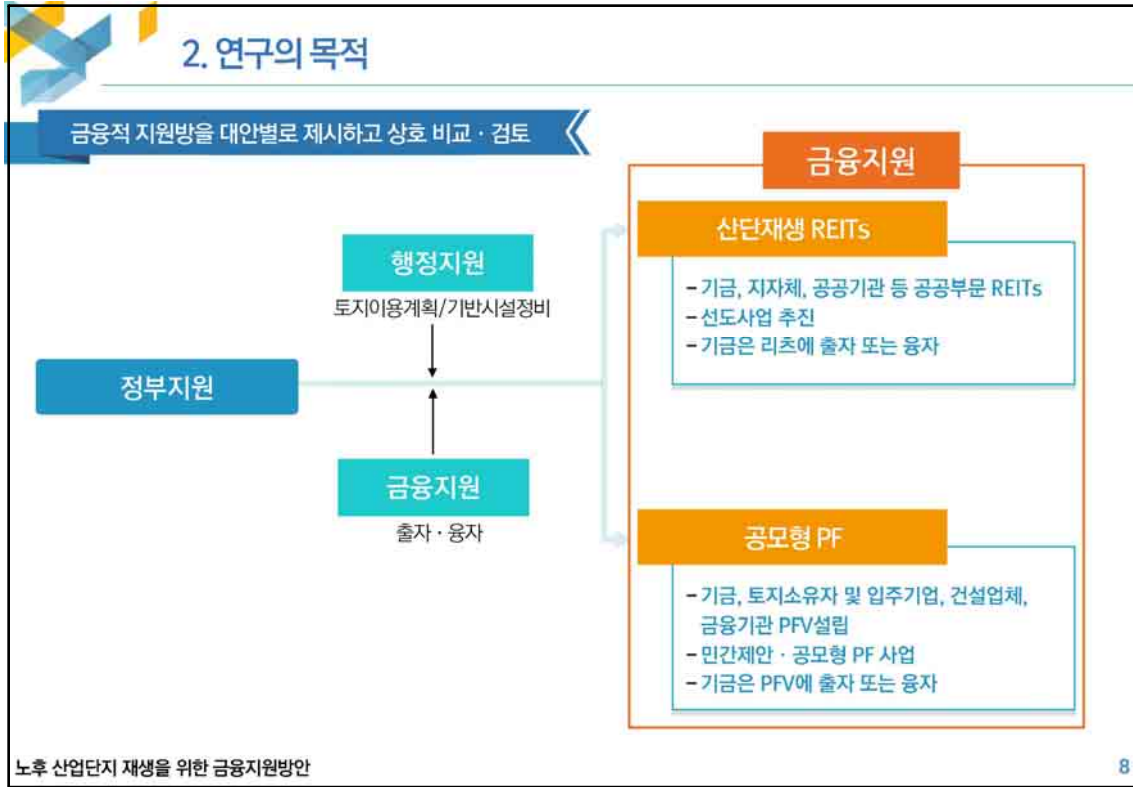 2. 연구의 목적
금융적 지원방을 대안별로 제시하고 상호 비교 · 검토
금융지원
산단재생 REITs
- 기금, 지자체, 공공기관 등 공공부문 REITs
- 선도사업 추진
- 기금은 리츠에 출자 또는 융자
행정지원
토지이용계획/기반시설정비
정부지원
금융지원
출자 · 융자
공모형 PF
- 기금, 토지소유자 및 입주기업, 건설업체,
금융기관 PFV설립
- 민간제안 · 공모형 PF 사업
- 기금은 PFV에 출자 또는 융자
노후 산업단지 재생을 위한 금융지원방안
8